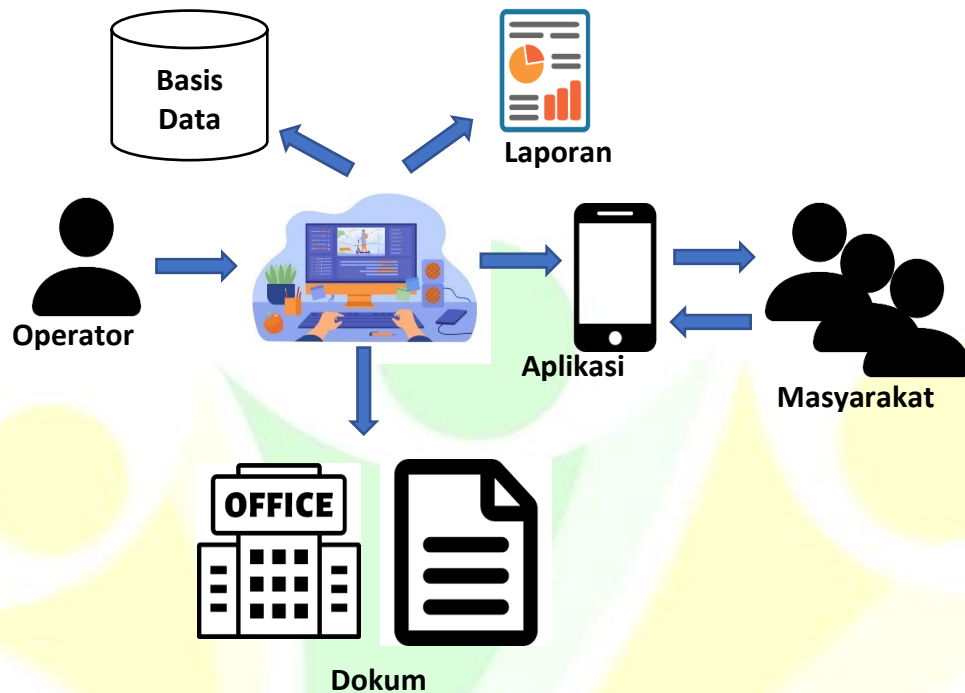 Basis
Data
Laporan
Operator
Aplikasi
Masyarakat
OFFICE
Dokum